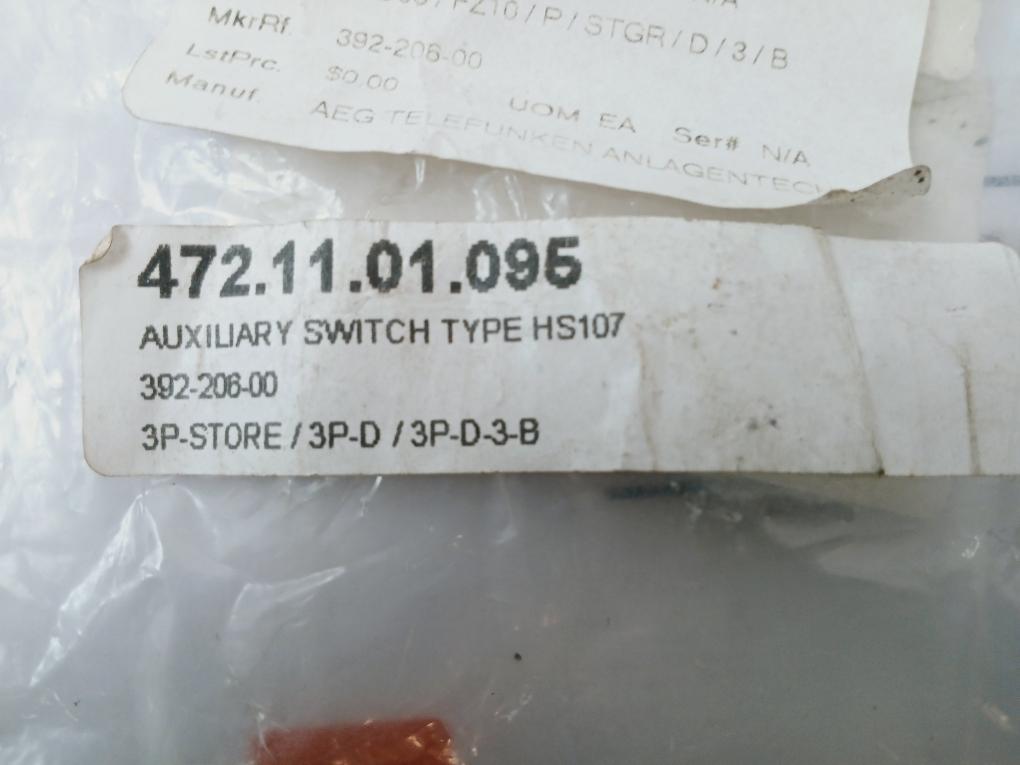 N/A
/ P / STGR / D / 3 / B
MkrRf. 392-206-00
LstPrc. $0.00 UOM EA Ser# N/A
Manuf. AEG TELEFUNKEN ANLAGENTECH
472.11.01.095
AUXILIARY SWITCH TYPE HS107
392-206-00
3P-STORE / 3P-D / 3P-D-3-B